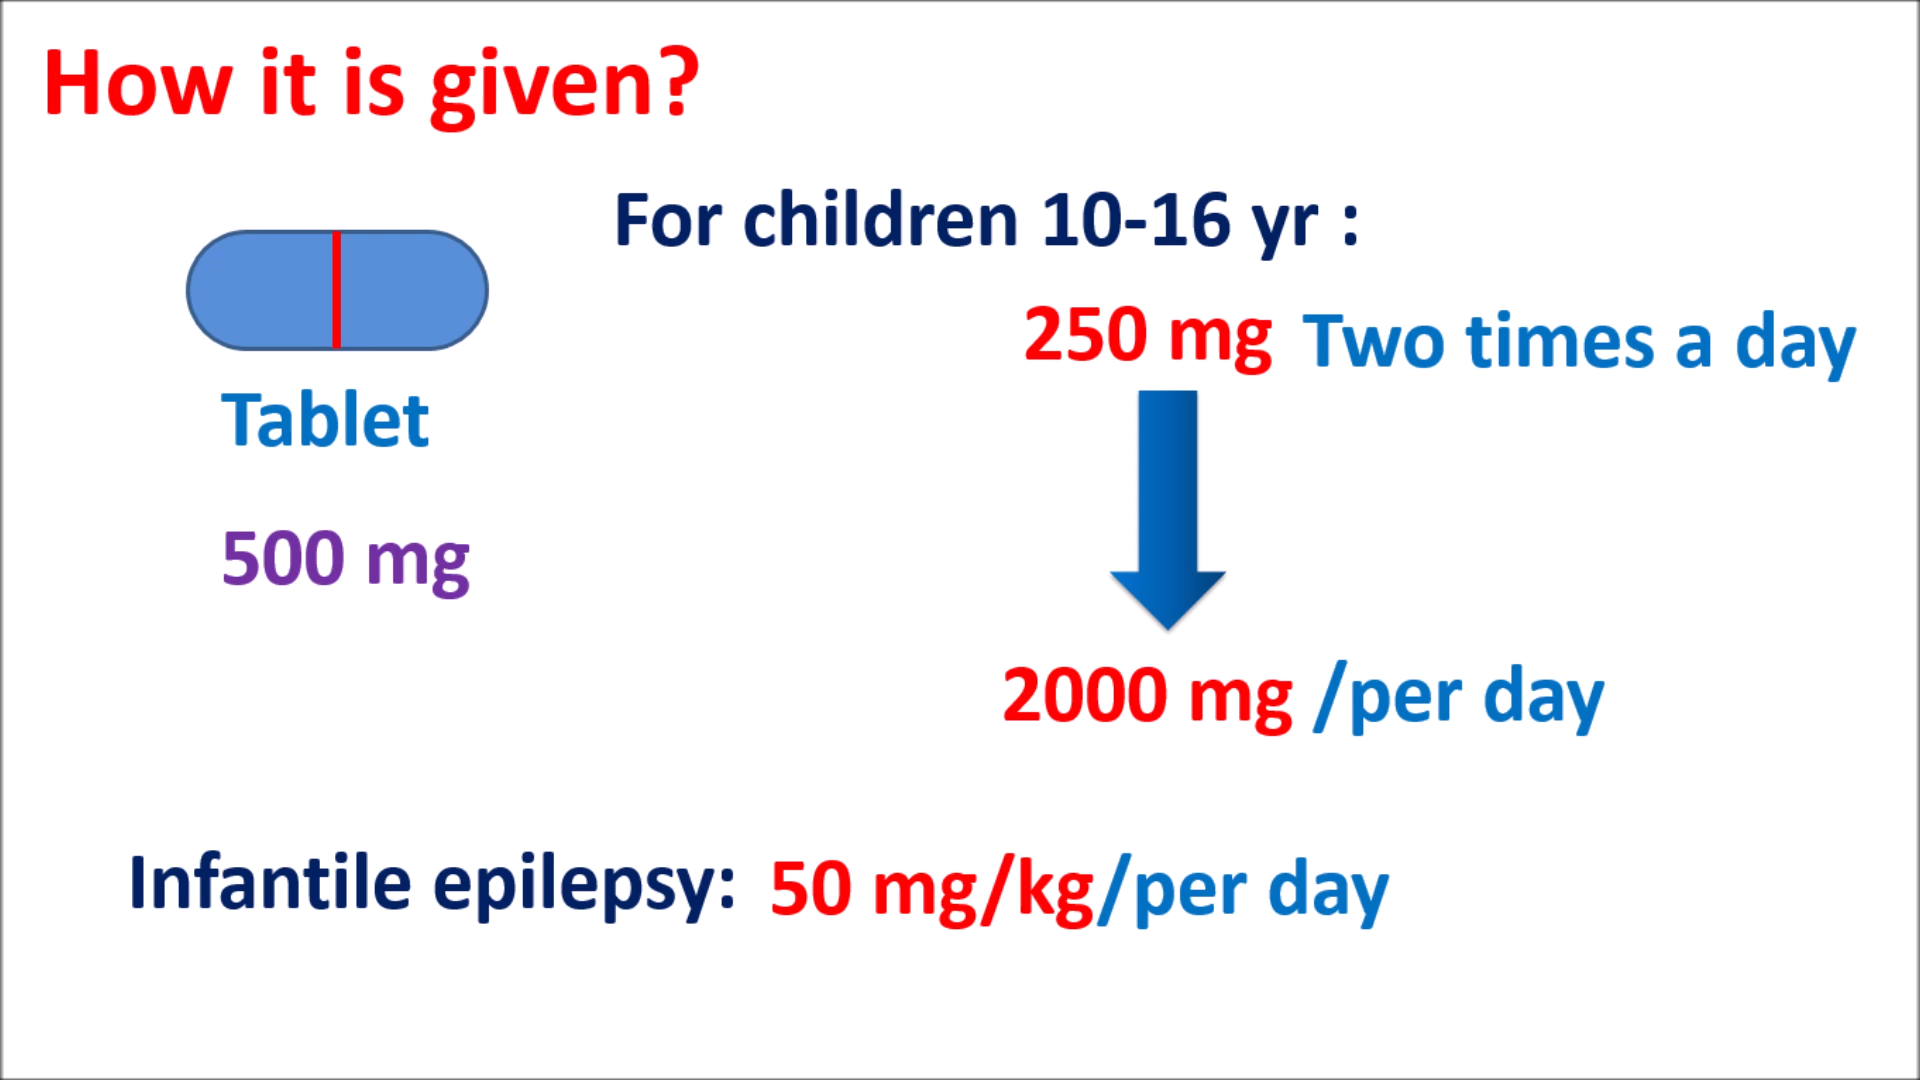 How it is given?
For children 10-16 yr :
250 mg Two times a day
Tablet
500 mg
2000 mg /per day
Infantile epilepsy: 50 mg/kg/per day